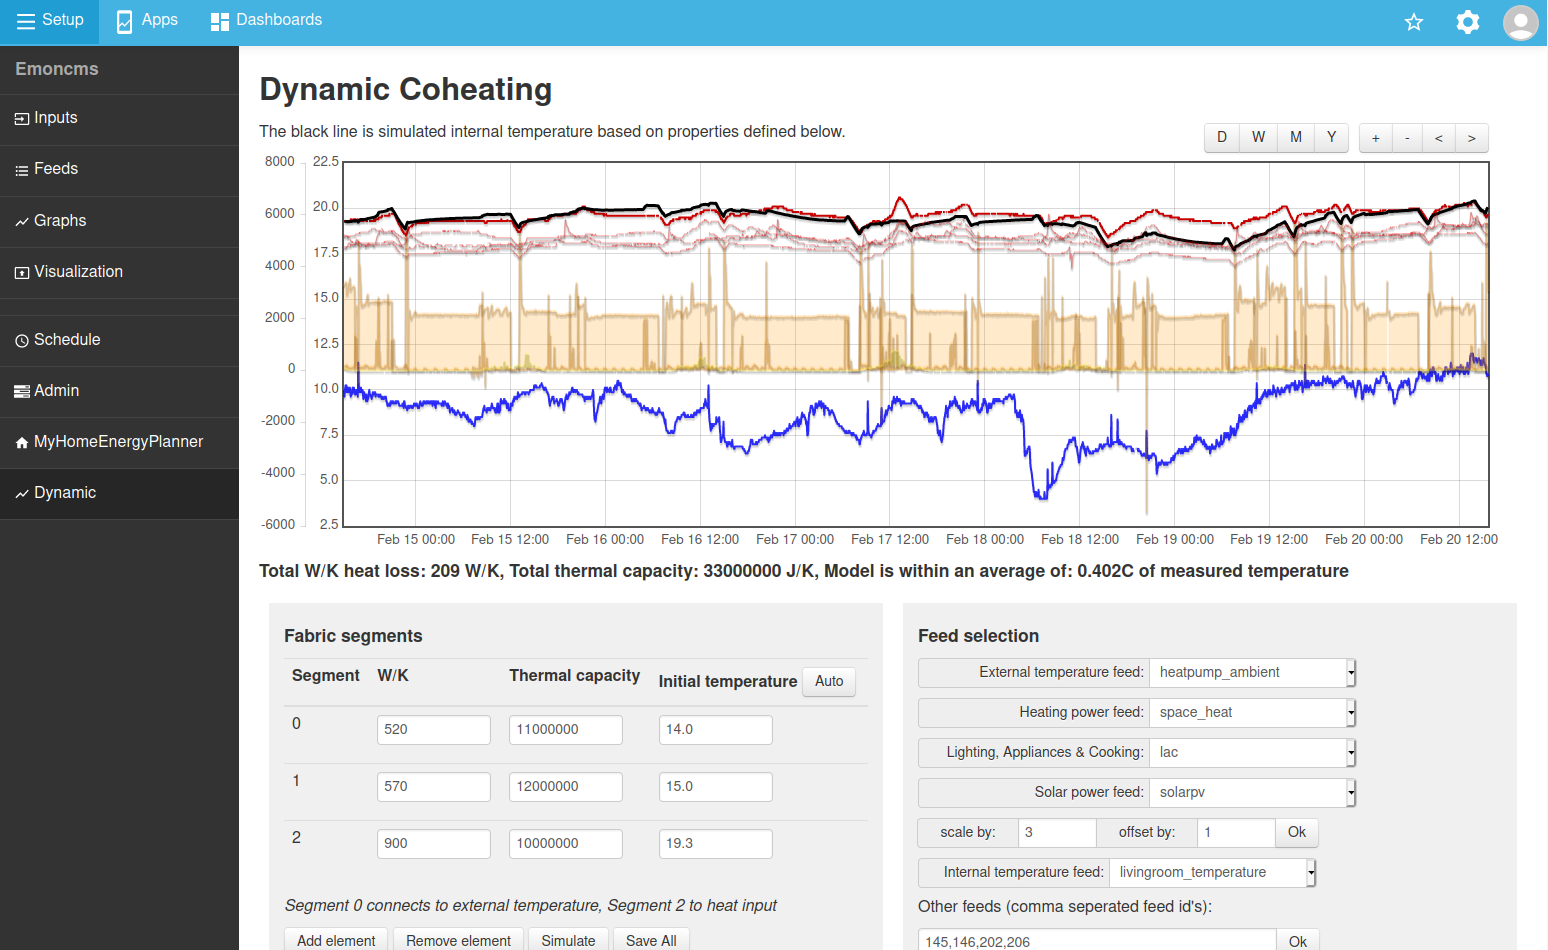 Setup Apps Dashboards
Emoncms
Inputs
Feeds
Graphs
Visualization
Schedule
Admin
MyHomeEnergyPlanner
Dynamic
Dynamic Coheating
The black line is simulated internal temperature based on properties defined below.
D W M Y + - < >
8000 22.5
6000 20.0
17.5
4000
15.0
2000
12.5
0
10.0
-2000
7.5
-4000
5.0
-6000 2.5
Feb 15 00:00 Feb 15 12:00 Feb 16 00:00 Feb 16 12:00 Feb 17 00:00 Feb 17 12:00 Feb 18 00:00 Feb 18 12:00 Feb 19 00:00 Feb 19 12:00 Feb 20 00:00 Feb 20 12:00
Total W/K heat loss: 209 W/K, Total thermal capacity: 33000000 J/K, Model is within an average of: 0.402C of measured temperature
Fabric segments
Segment W/K Thermal capacity Initial temperature Auto
0 520 11000000 14.0
1 570 12000000 15.0
2 900 10000000 19.3
Segment 0 connects to external temperature, Segment 2 to heat input
Add element Remove element Simulate Save All
Feed selection
External temperature feed: heatpump_ambient
Heating power feed: space_heat
Lighting, Appliances & Cooking: lac
Solar power feed: solarpv
scale by: 3 offset by: 1 Ok
Internal temperature feed: livingroom_temperature
Other feeds (comma seperated feed id's):
145,146,202,206 Ok